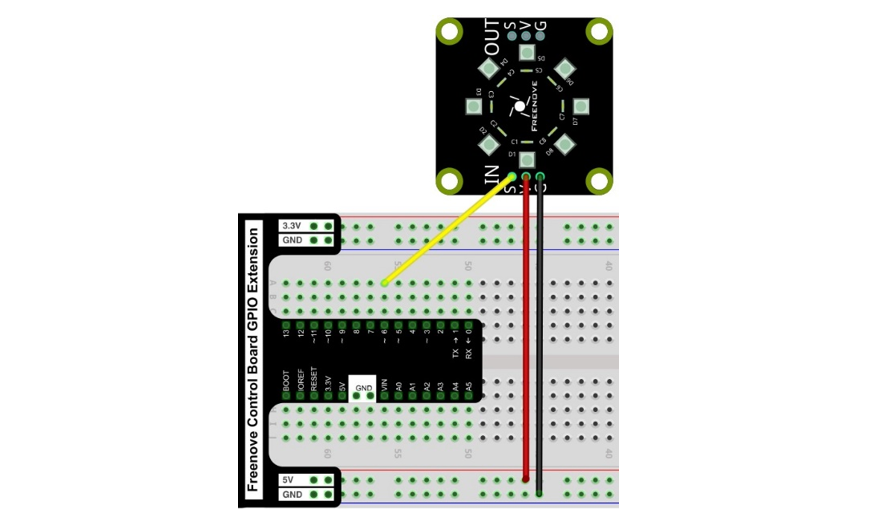 OUT
S V G
D5
D4
D6
C5
C4
C6
D3
C3
FREENOVE
C7
D7
C2
C8
D2
C1
D8
D1
IN
S V G
Freenove Control Board GPIO Extension
3.3V
GND
60
55
50
40
A
B
C
13 12 ~11 ~10 ~9 8 7 ~6 ~5 4 ~3 2 TX→1 RX←0
BOOT IOREF RESET 3.3V 5V GND VIN A0 A1 A2 A3 A4 A5
60
55
50
40
5V
GND